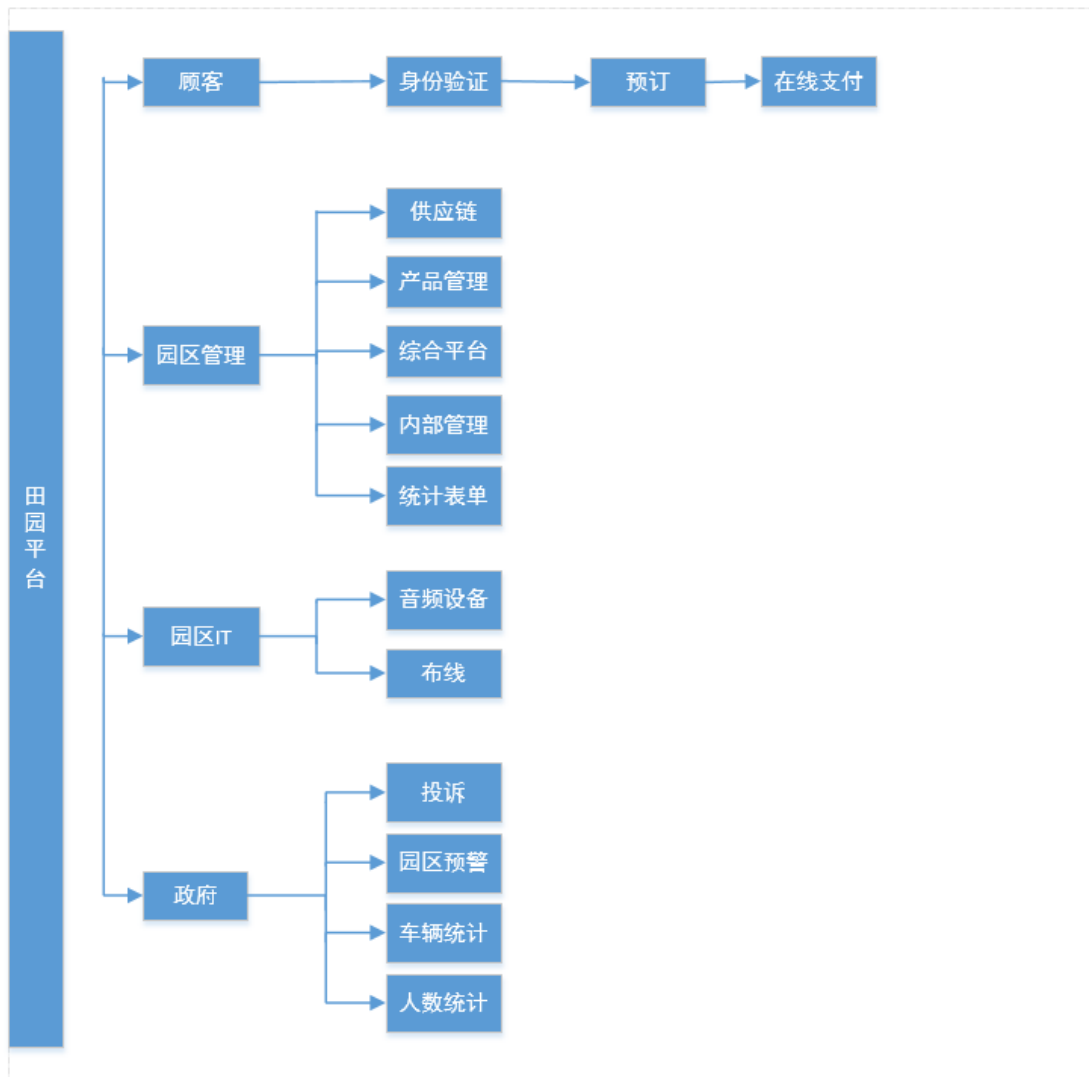 田园平台
顾客
身份验证
预订
在线支付
园区管理
供应链
产品管理
综合平台
内部管理
统计表单
园区IT
音频设备
布线
政府
投诉
园区预警
车辆统计
人数统计